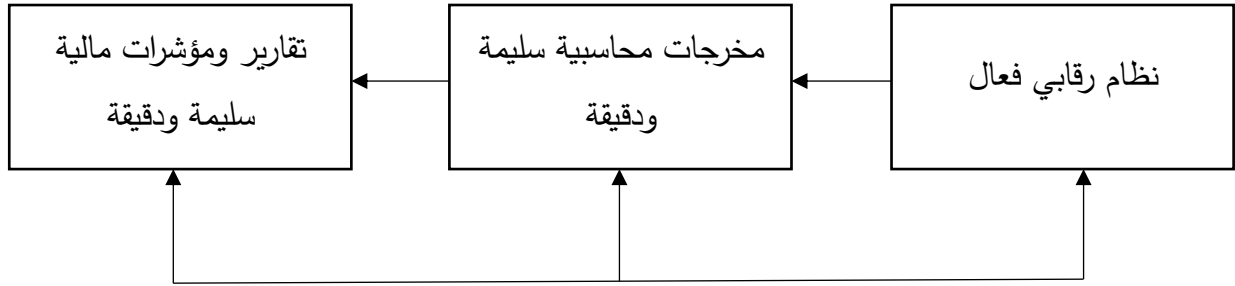 نظام رقابي فعال
مخرجات محاسبية سليمة
ودقيقة
تقارير ومؤشرات مالية
سليمة ودقيقة